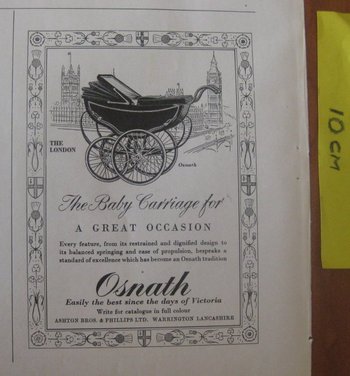 THE
LONDON
Osnath
The Baby Carriage for
A GREAT OCCASION
Every feature, from its restrained and dignified design to
its balanced springing and ease of propulsion, bespeaks a
standard of excellence which has become an Osnath tradition
Osnath
Easily the best since the days of Victoria
Write for catalogue in full colour
ASHTON BROS. & PHILLIPS LTD. WARRINGTON LANCASHIRE
10 CM